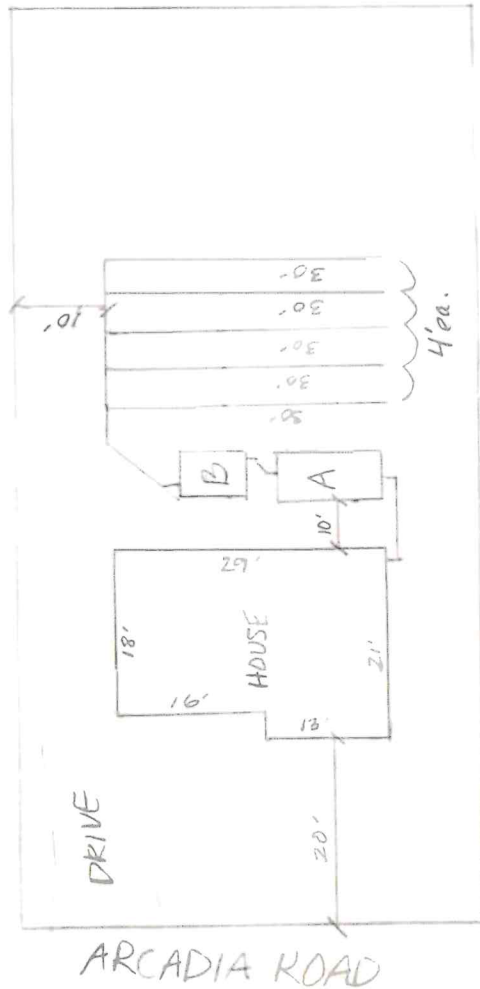 10'
30'
30'
30'
30'
30'
4'ea.
B
A
10'
29'
18'
HOUSE
21'
16'
13'
DRIVE
20'
ARCADIA ROAD